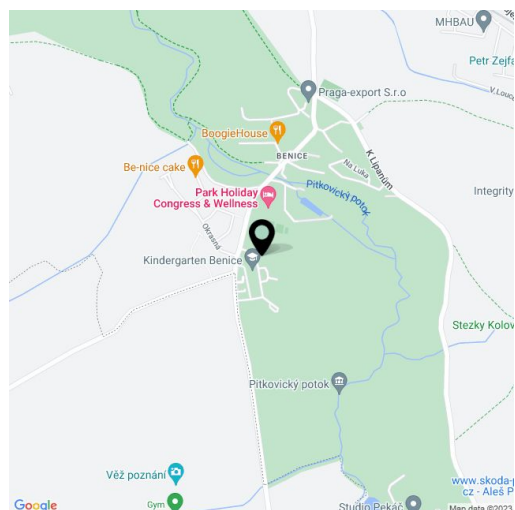 MHBAU
Petr Zejfa
V. Louc
Praga-export S.r.o
BoogieHouse
BENICE
Be-nice cake
Na Luka
K Lipanům
Park Holiday
Congress & Wellness
Pitkovický potok
Integrity
Okrasná
Kindergarten Benice
Stezky Kolov
Pitkovický potok
Věž poznání
www.skoda-p
cz - Aleš P
Gym
Studio Pekáč
Google
Map data ©2023